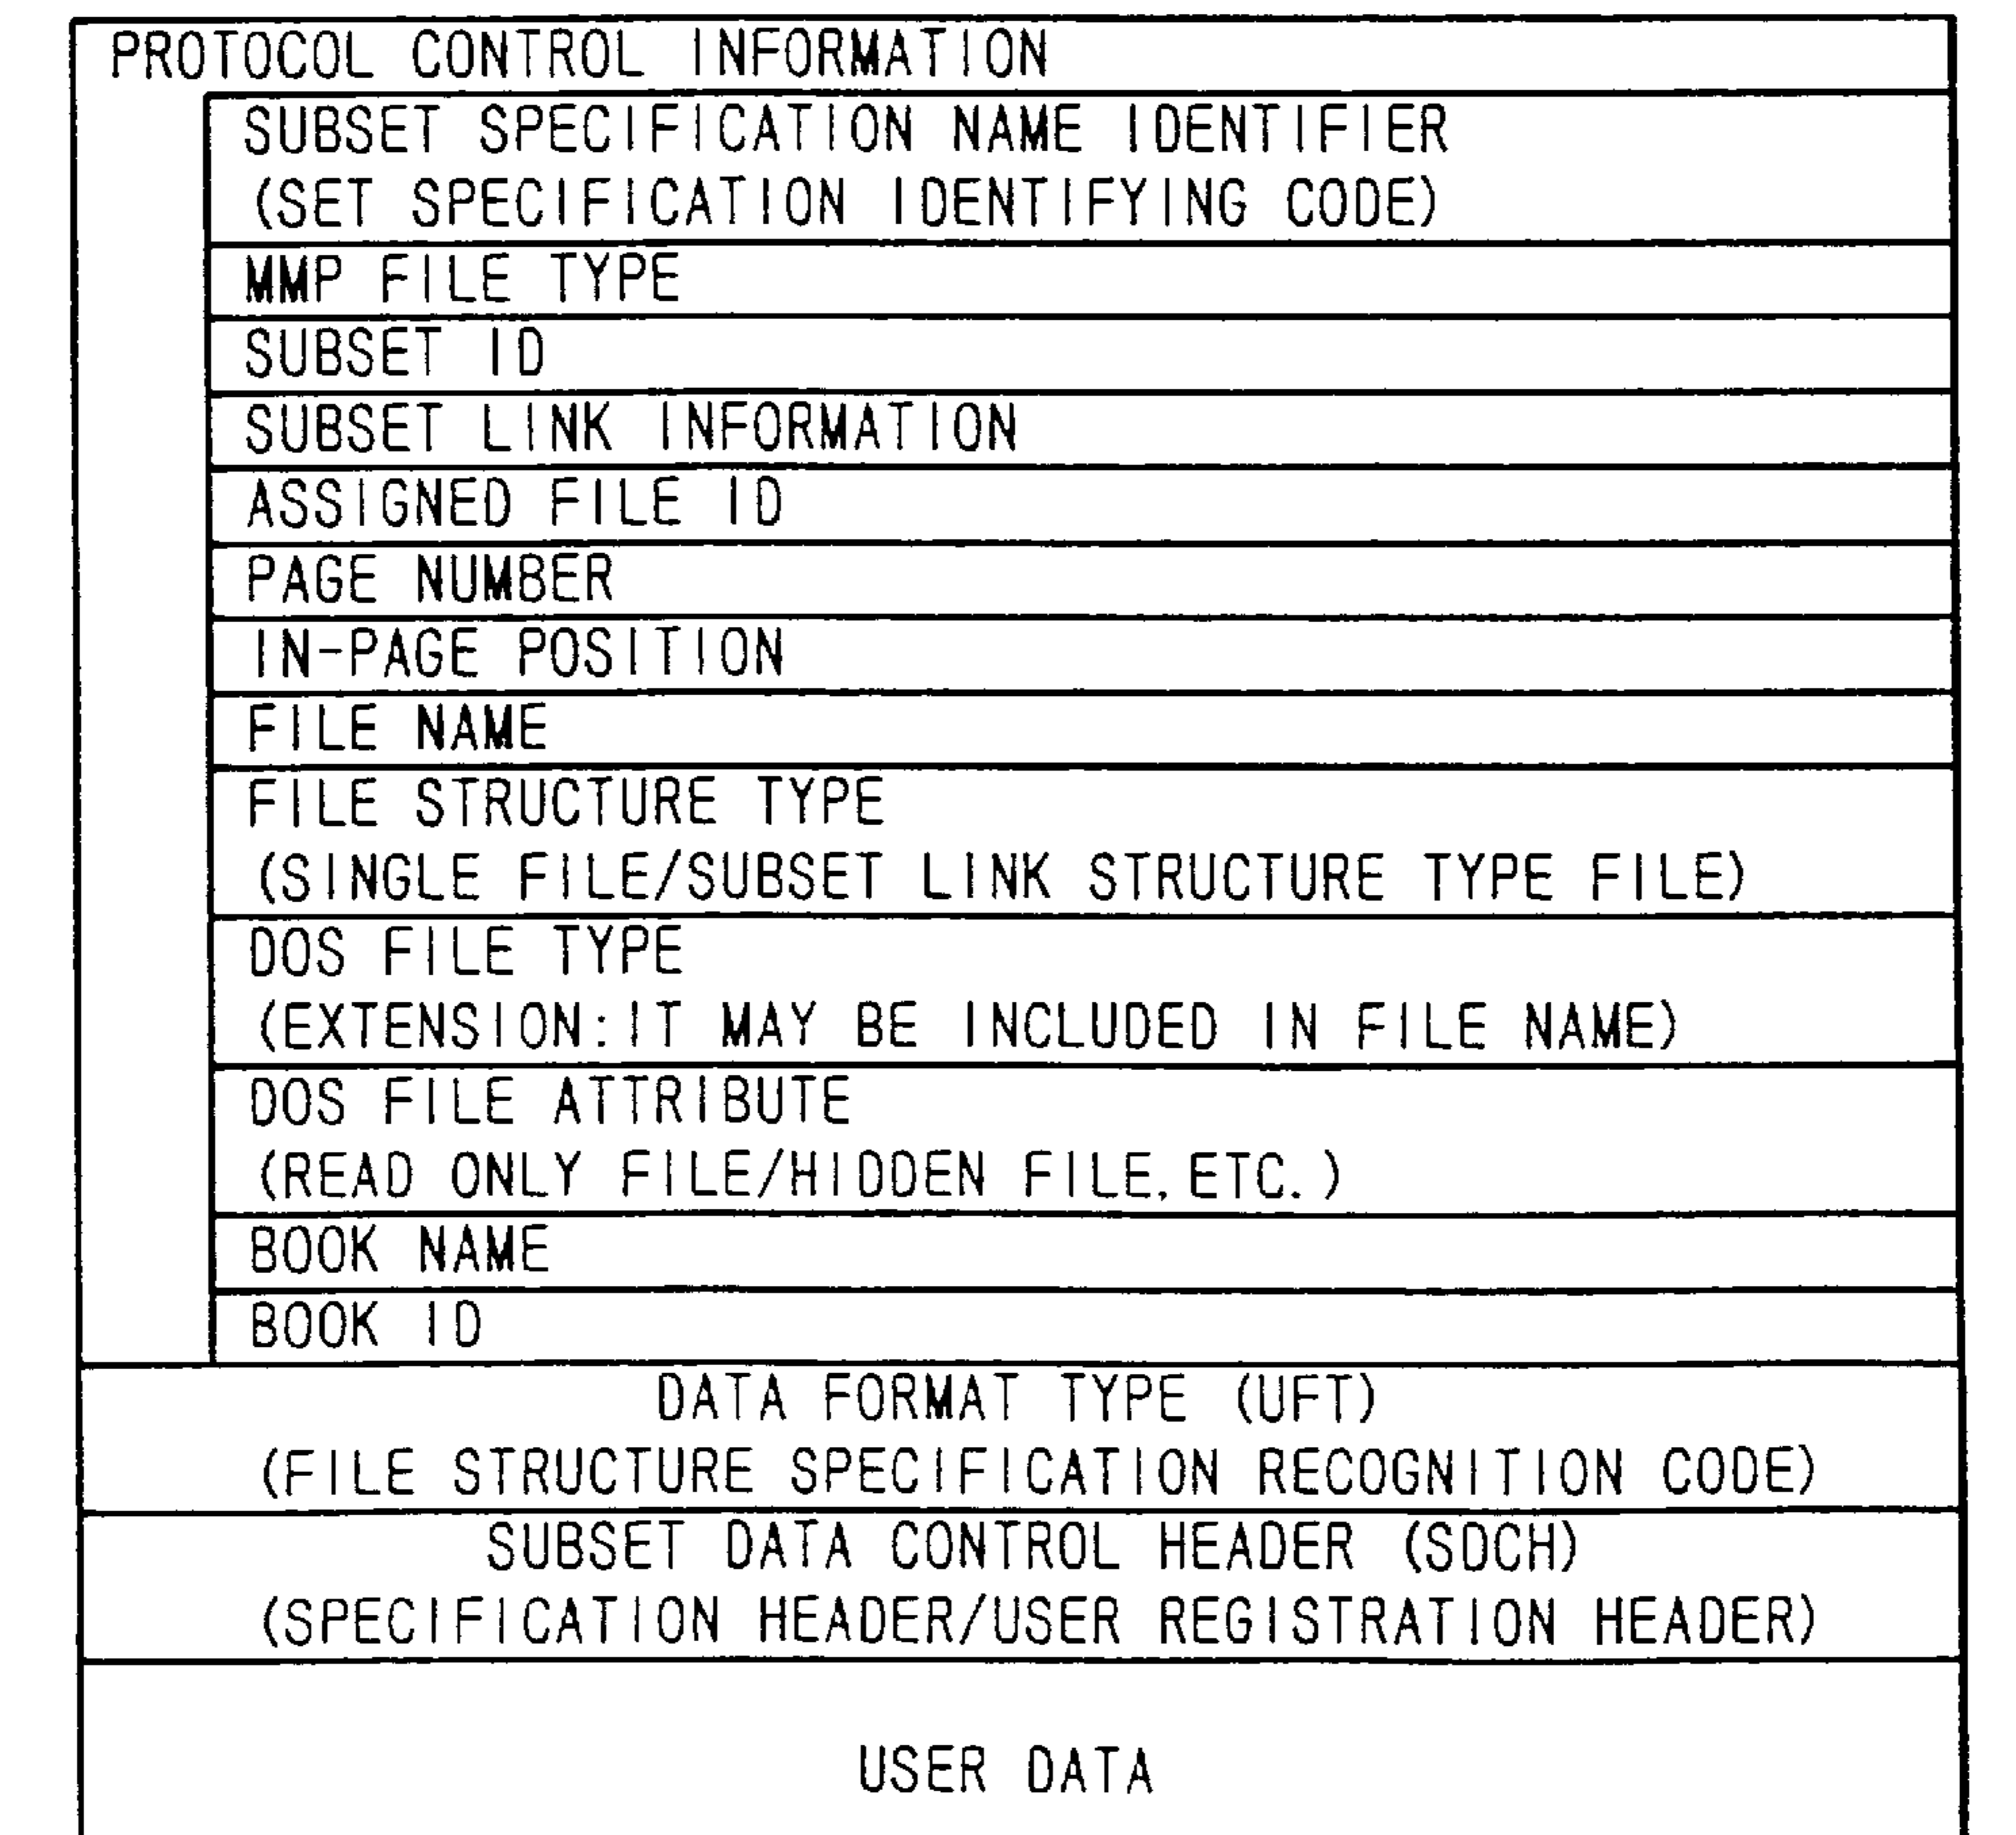 PROTOCOL CONTROL INFORMATION
SUBSET SPECIFICATION NAME IDENTIFIER
(SET SPECIFICATION IDENTIFYING CODE)
MMP FILE TYPE
SUBSET ID
SUBSET LINK INFORMATION
ASSIGNED FILE ID
PAGE NUMBER
IN-PAGE POSITION
FILE NAME
FILE STRUCTURE TYPE
(SINGLE FILE/SUBSET LINK STRUCTURE TYPE FILE)
DOS FILE TYPE
(EXTENSION:IT MAY BE INCLUDED IN FILE NAME)
DOS FILE ATTRIBUTE
(READ ONLY FILE/HIDDEN FILE,ETC.)
BOOK NAME
BOOK ID
DATA FORMAT TYPE (UFT)
(FILE STRUCTURE SPECIFICATION RECOGNITION CODE)
SUBSET DATA CONTROL HEADER (SDCH)
(SPECIFICATION HEADER/USER REGISTRATION HEADER)
USER DATA